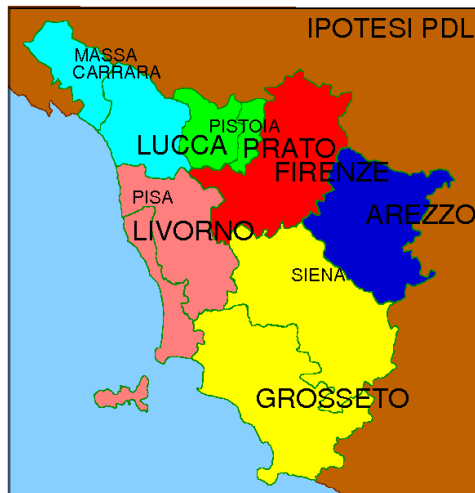 IPOTESI PDL
MASSA
CARRARA
PISTOIA
LUCCA
PRATO
FIRENZE
PISA
AREZZO
LIVORNO
SIENA
GROSSETO